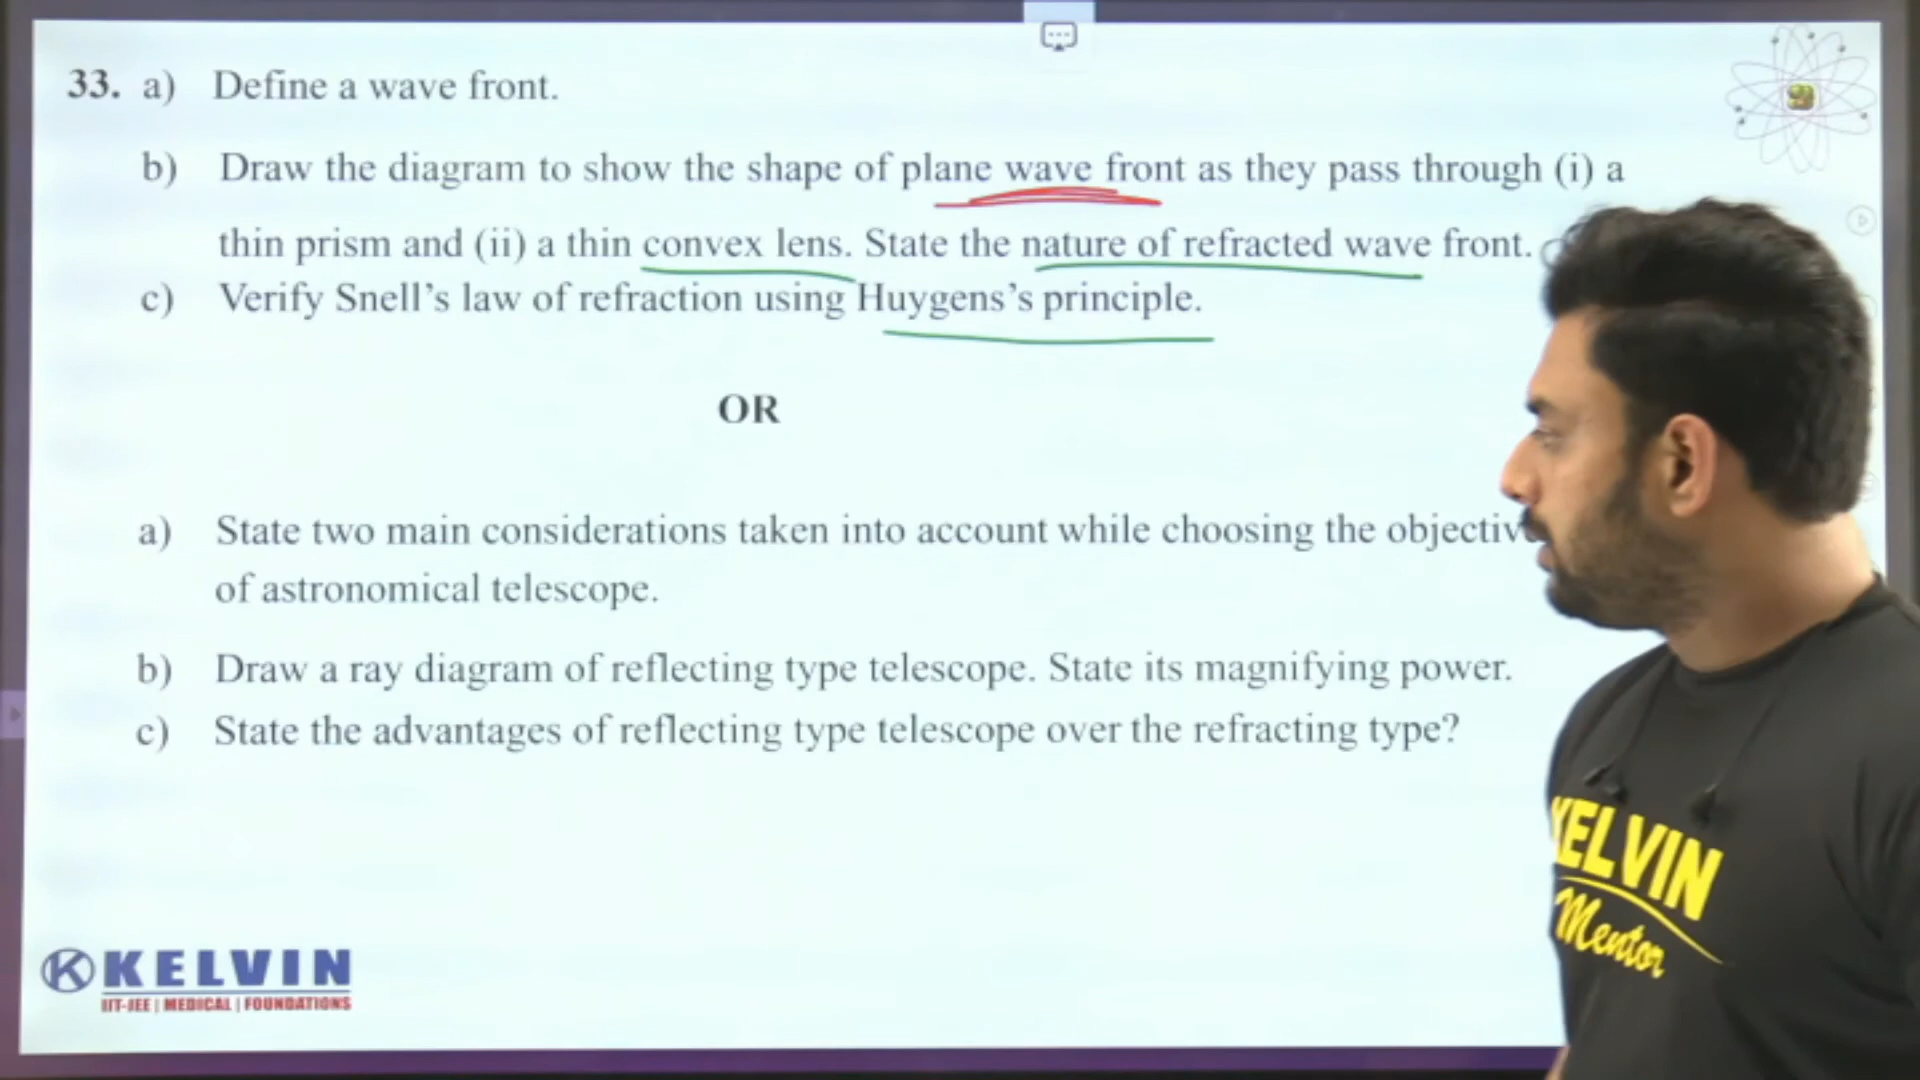 33. a) Define a wave front.
b) Draw the diagram to show the shape of plane wave front as they pass through (i) a
thin prism and (ii) a thin convex lens. State the nature of refracted wave front.
c) Verify Snell's law of refraction using Huygens's principle.
OR
a) State two main considerations taken into account while choosing the objective
of astronomical telescope.
b) Draw a ray diagram of reflecting type telescope. State its magnifying power.
c) State the advantages of reflecting type telescope over the refracting type?
K KELVIN
IIT-JEE | MEDICAL | FOUNDATIONS
KELVIN
Mentor